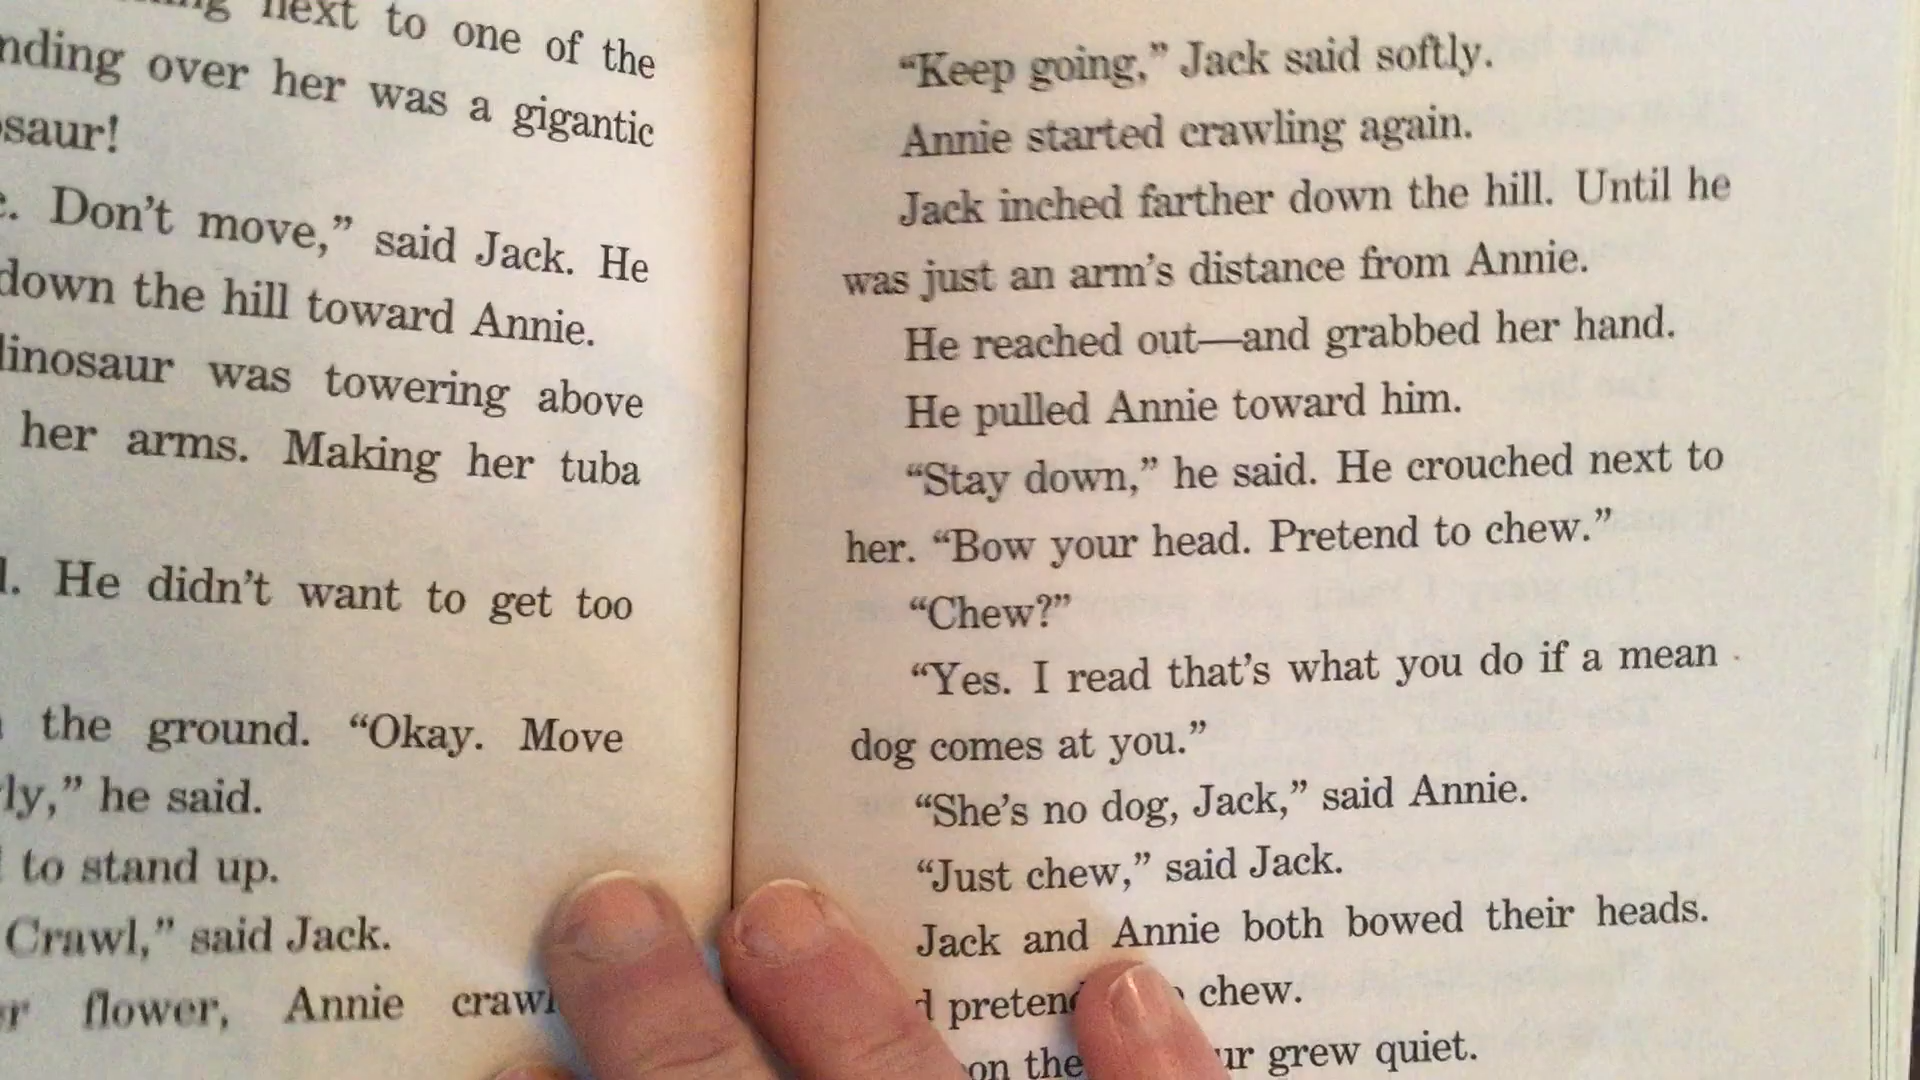 next to one of the
over her was a gigantic
Don't move,” said Jack. He
down the hill toward Annie.
was towering above
her arms. Making her tuba
He didn't want to get too
the ground. “Okay. Move
he said.
to stand up.
Crawl,” said Jack.
flower, Annie
“Keep going,” Jack said softly.
Annie started crawling again.
Jack inched farther down the hill. Until he
was just an arm's distance from Annie.
He reached out—and grabbed her hand.
He pulled Annie toward him.
“Stay down,” he said. He crouched next to
her. “Bow your head. Pretend to chew.”
“Chew?”
“Yes. I read that's what you do if a mean
dog comes at you.”
“She's no dog, Jack,” said Annie.
“Just chew,” said Jack.
Jack and Annie both bowed their heads.
chew.
on the grew quiet.